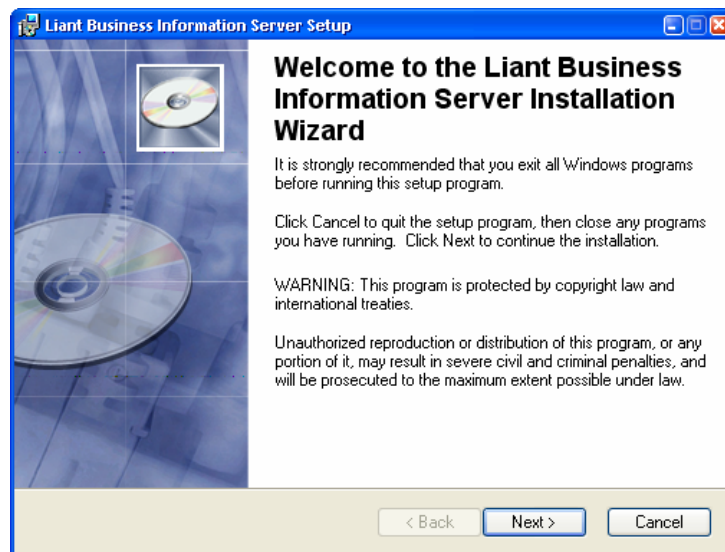 Liant Business Information Server Setup
Welcome to the Liant Business
Information Server Installation
Wizard
It is strongly recommended that you exit all Windows programs
before running this setup program.
Click Cancel to quit the setup program, then close any programs
you have running. Click Next to continue the installation.
WARNING: This program is protected by copyright law and
international treaties.
Unauthorized reproduction or distribution of this program, or any
portion of it, may result in severe civil and criminal penalties, and
will be prosecuted to the maximum extent possible under law.
< Back Next > Cancel